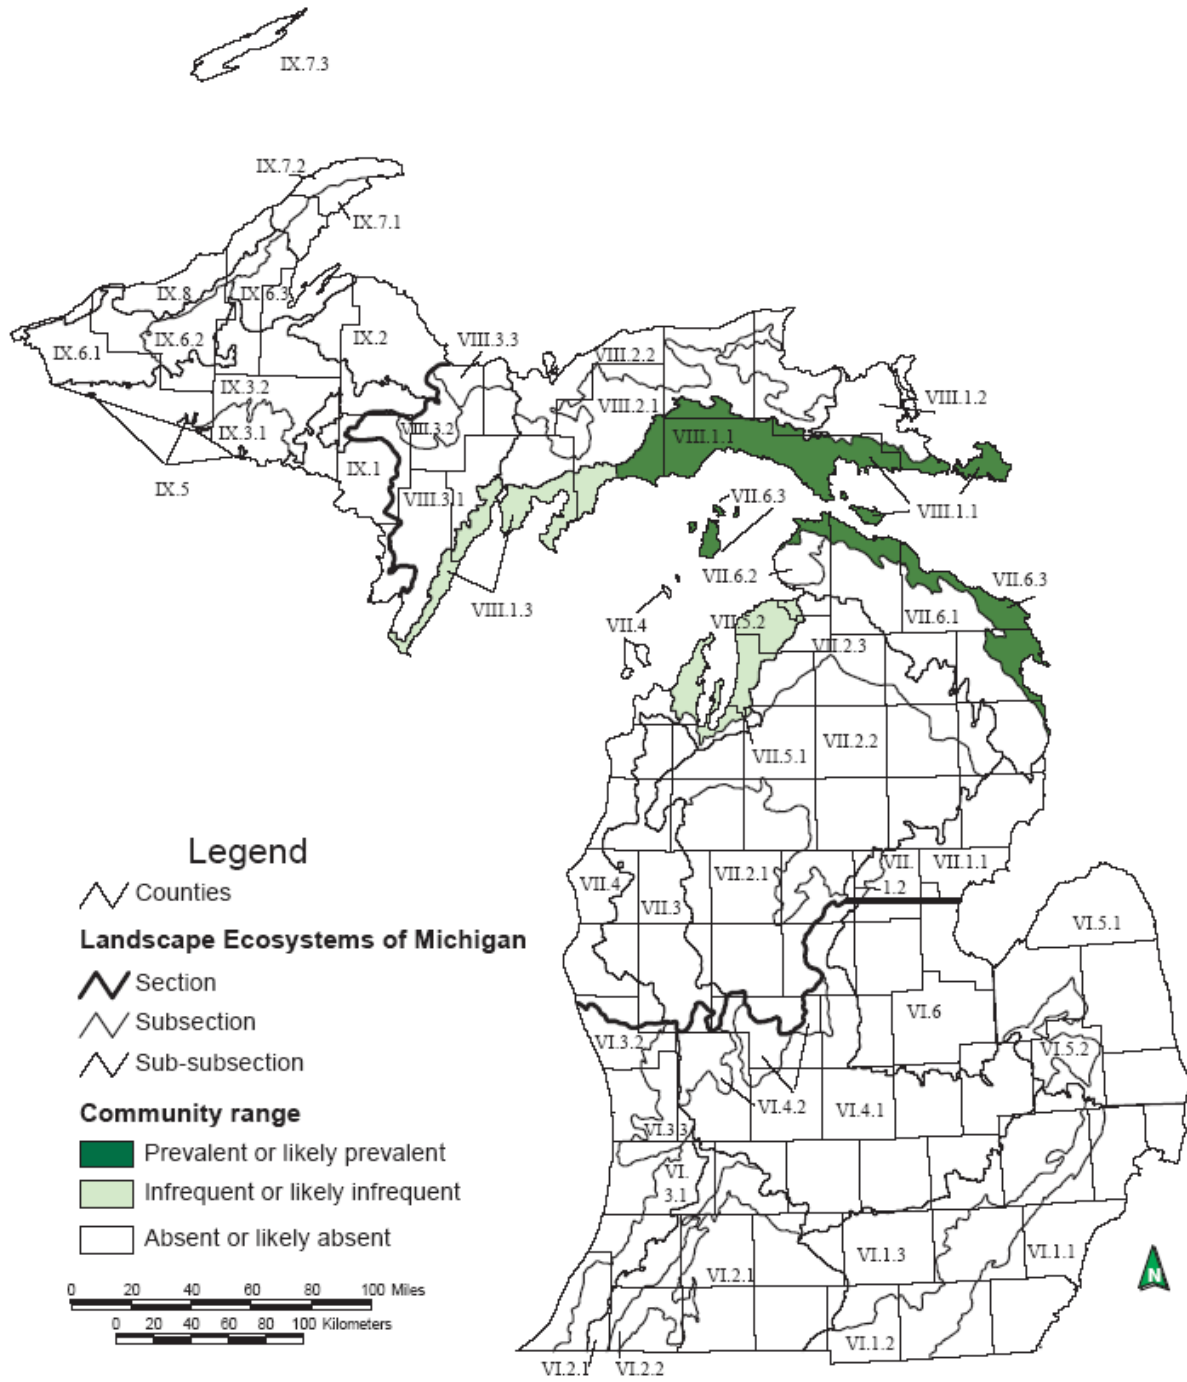 IX.7.3
IX.7.2
IX.7.1
IX.8
IX.6.3
IX.2
IX.6.2
IX.6.1
VIII.3.3
VIII.2.2
IX.3.2
VIII.1.2
VIII.2.1
IX.3.1
VIII.3.2
VIII.1.1
IX.1
IX.5
VIII.3.1
VII.6.3
VIII.1.1
VII.6.2
VII.6.3
VIII.1.3
VII.6.1
VII.4
VII.5.2
VII.2.3
VII.5.1
VII.2.2
Legend
Counties
Landscape Ecosystems of Michigan
Section
Subsection
Sub-subsection
Community range
Prevalent or likely prevalent
Infrequent or likely infrequent
Absent or likely absent
0 20 40 60 80 100 Miles
0 20 40 60 80 100 Kilometers
VII.4
VII.3
VII.2.1
VII.
1.2
VII.1.1
VI.5.1
VI.6
VI.3.2
VI.5.2
VI.4.2
VI.4.1
VI.3.3
VI.
3.1
VI.1.3
VI.1.1
VI.2.1
N
VI.1.2
VI.2.1
VI.2.2